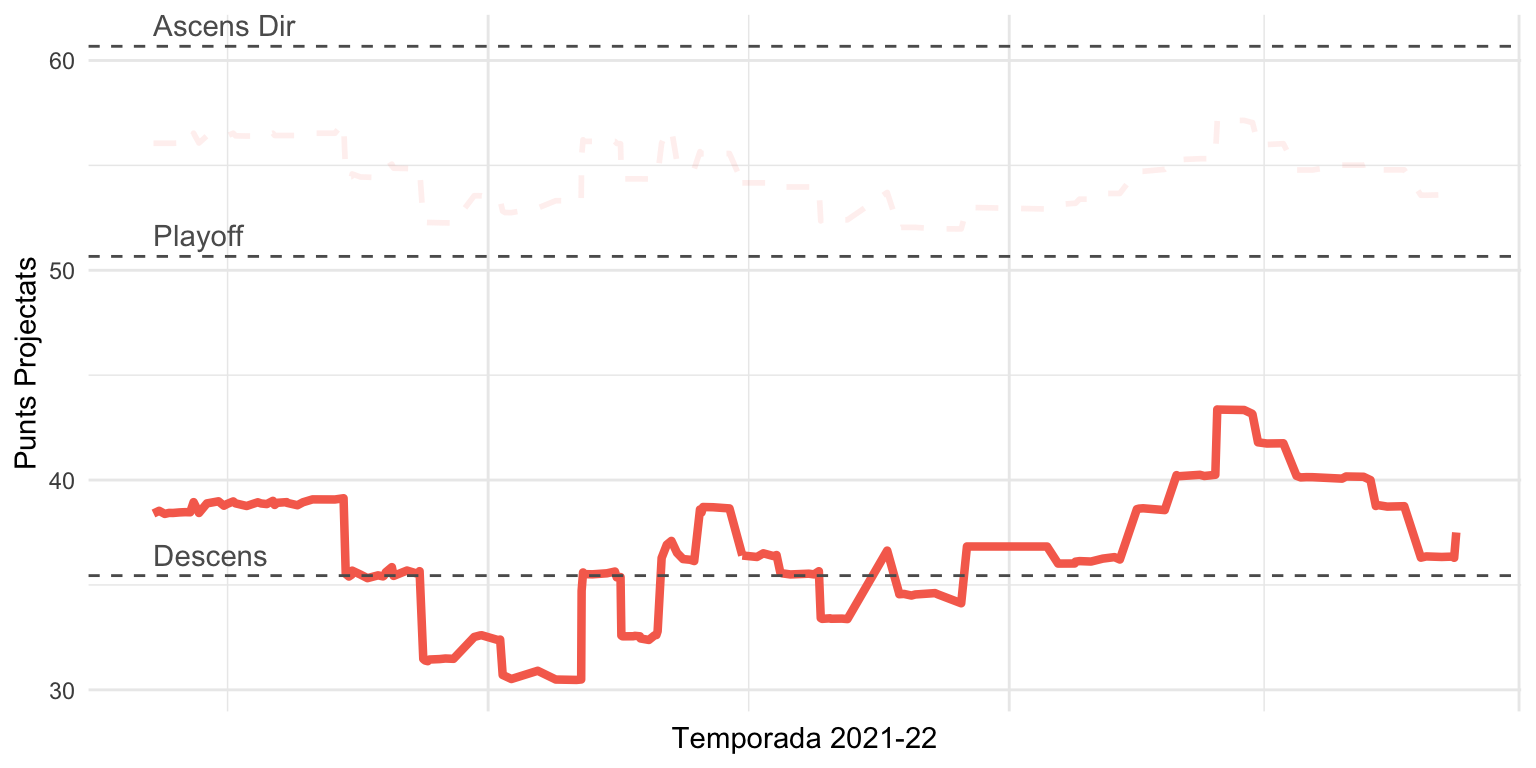 Ascens Dir
60
Playoff
50
Punts Projectats
40
Descens
30
Temporada 2021-22